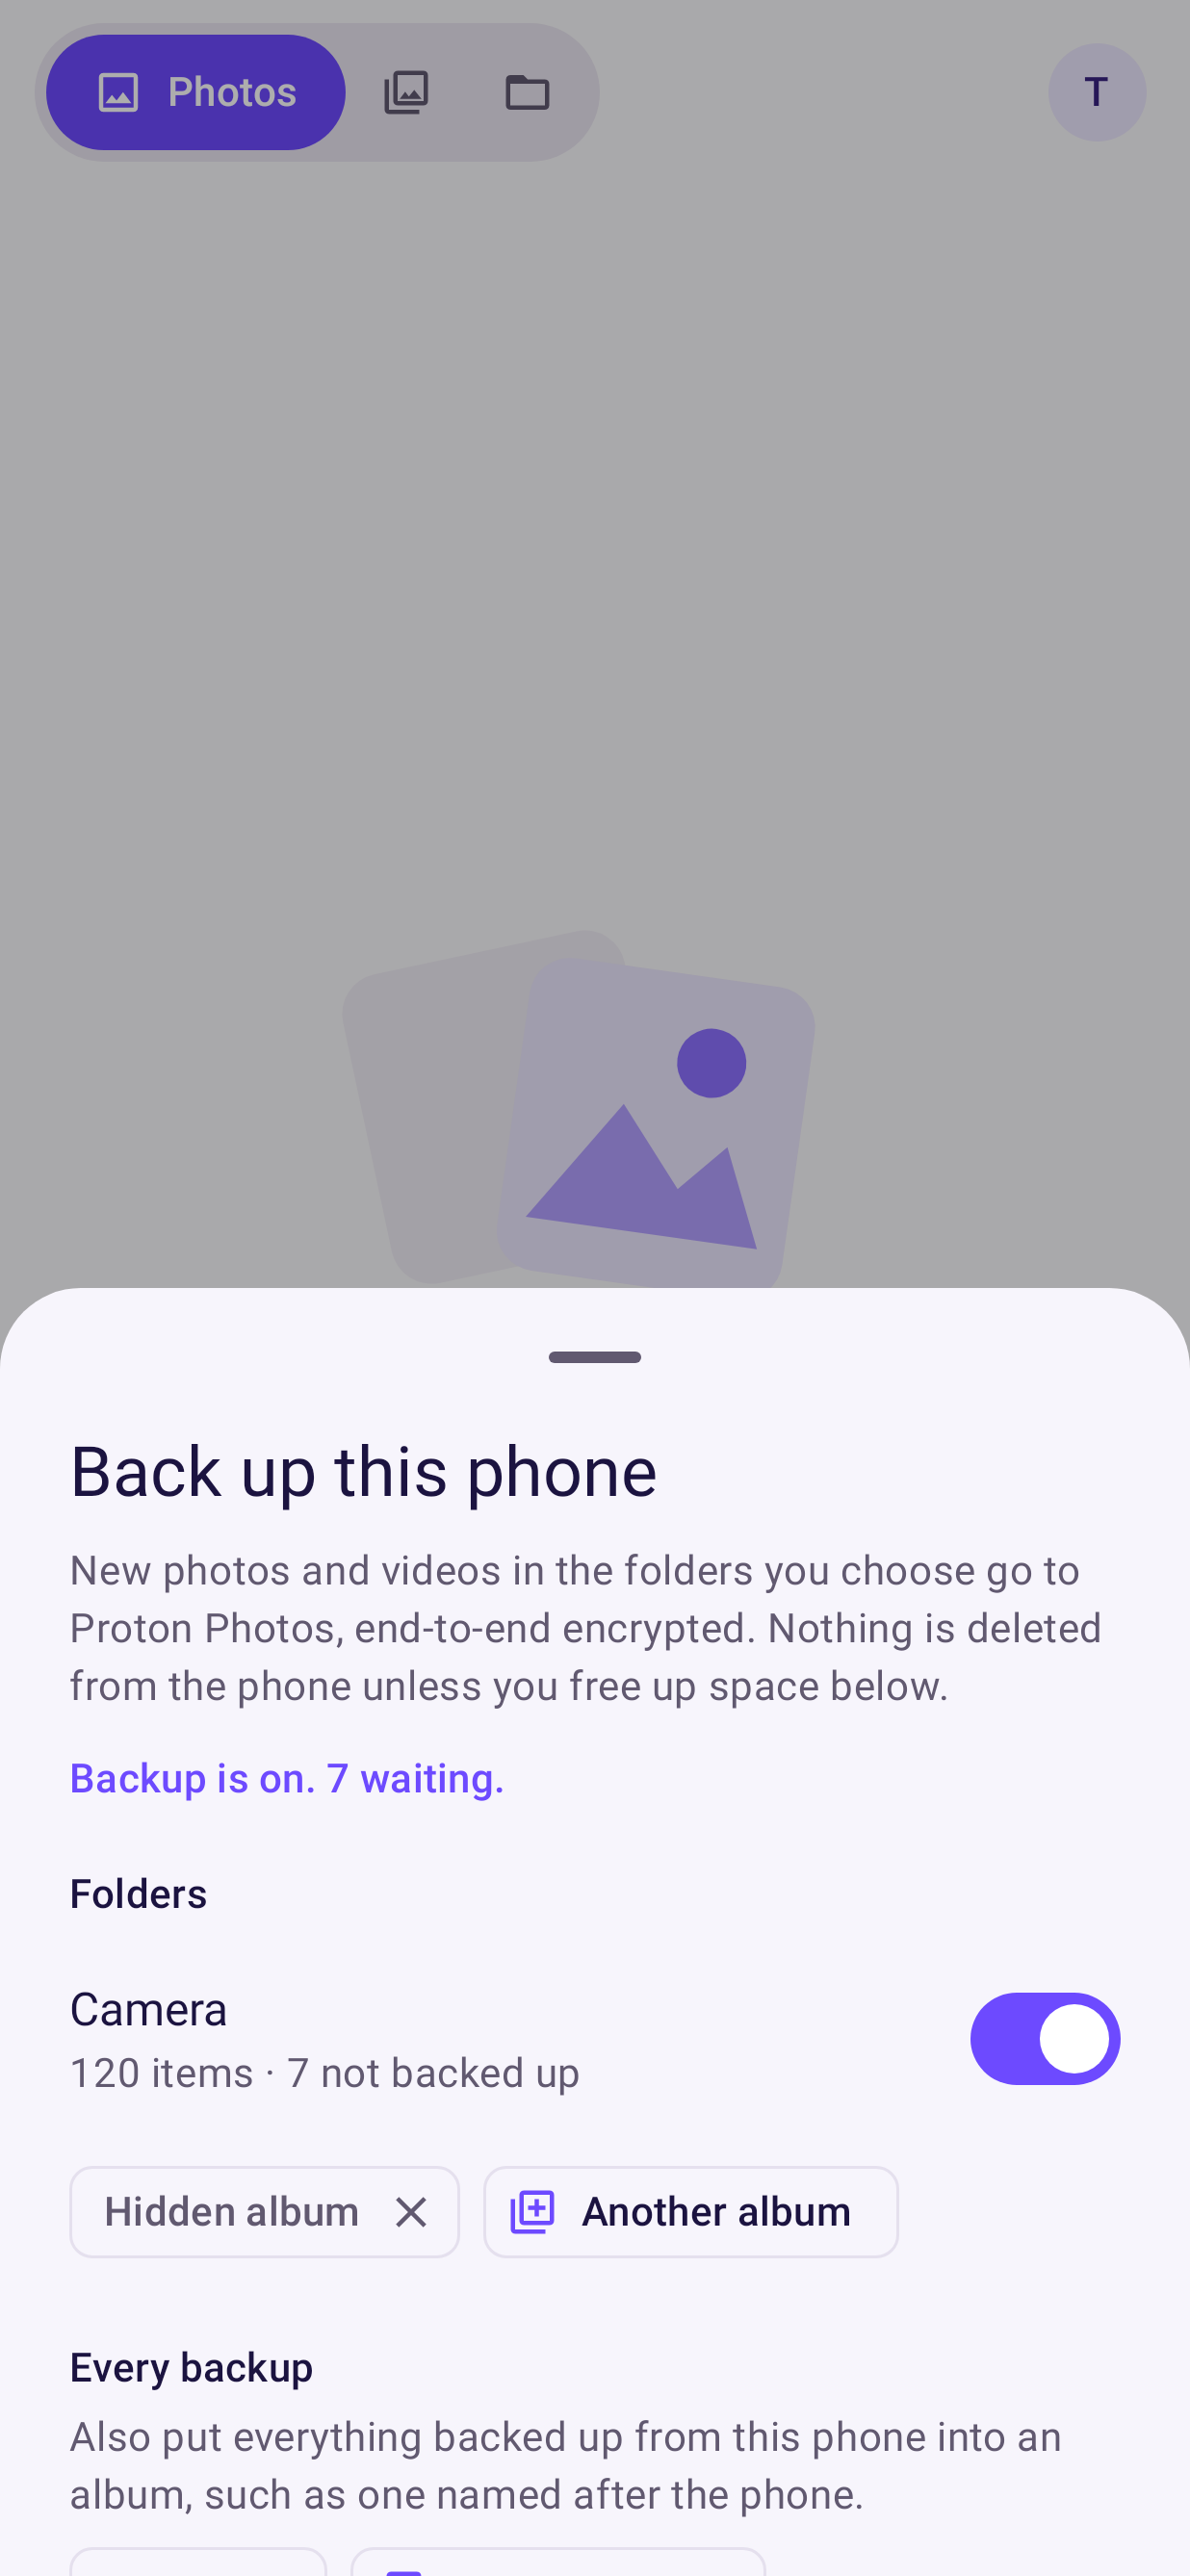 Photos
T
Back up this phone
New photos and videos in the folders you choose go to
Proton Photos, end-to-end encrypted. Nothing is deleted
from the phone unless you free up space below.
Backup is on. 7 waiting.
Folders
Camera
120 items · 7 not backed up
Hidden album
Another album
Every backup
Also put everything backed up from this phone into an
album, such as one named after the phone.